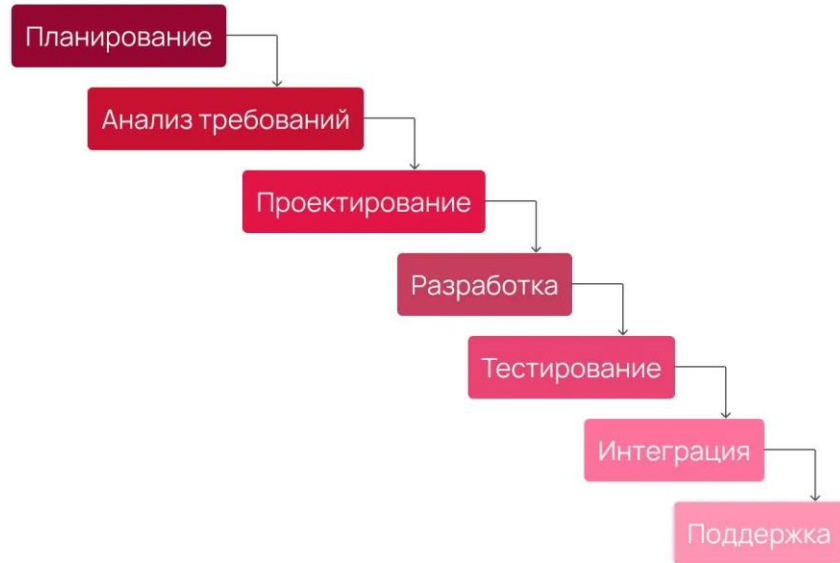 Планирование
Анализ требований
Проектирование
Разработка
Тестирование
Интеграция
Поддержка